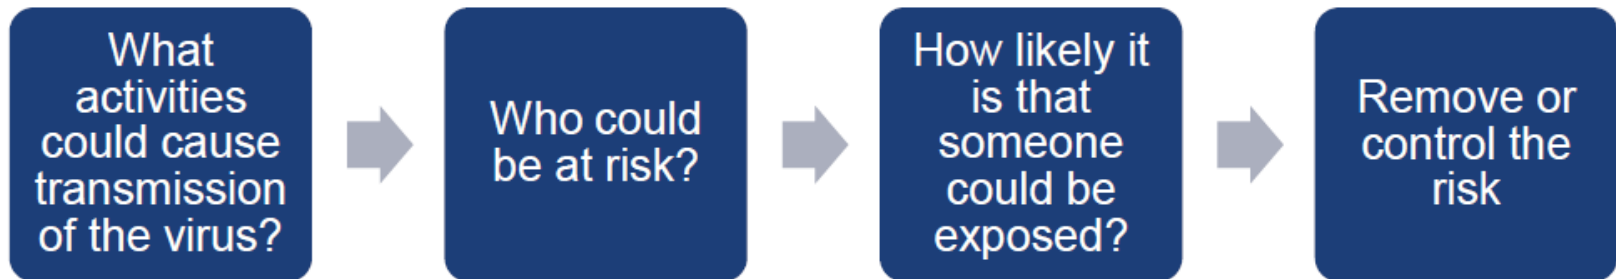 What
activities
could cause
transmission
of the virus?
Who could
be at risk?
How likely it
is that
someone
could be
exposed?
Remove or
control the
risk